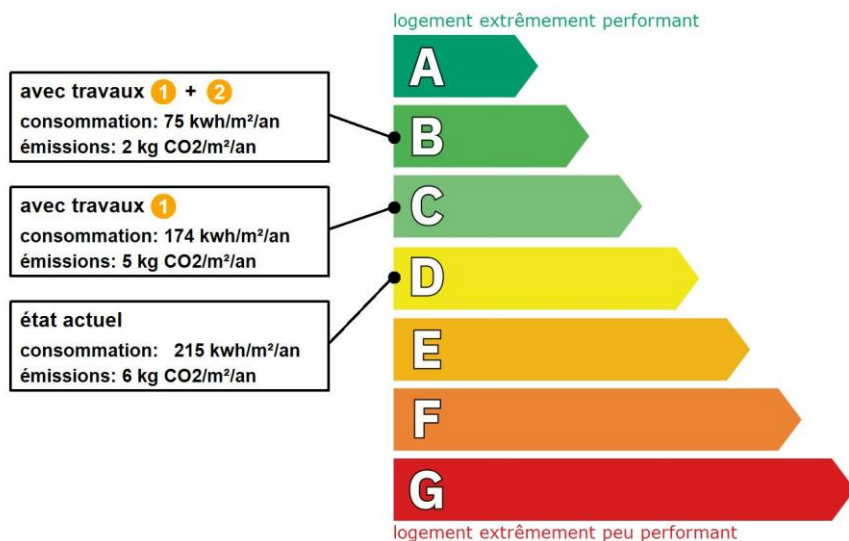 logement extrêmement performant
A
avec travaux 1 + 2
consommation: 75 kwh/m²/an
émissions: 2 kg CO2/m²/an
B
avec travaux 1
consommation: 174 kwh/m²/an
émissions: 5 kg CO2/m²/an
C
état actuel
consommation: 215 kwh/m²/an
émissions: 6 kg CO2/m²/an
D
E
F
G
logement extrêmement peu performant